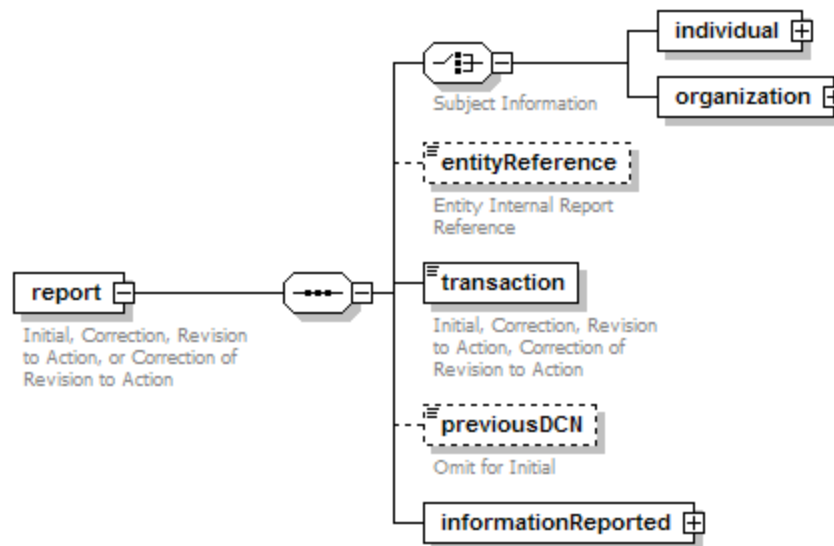 individual
Subject Information
organization
entityReference
Entity Internal Report
Reference
report
Initial, Correction, Revision
to Action, or Correction of
Revision to Action
transaction
Initial, Correction, Revision
to Action, Correction of
Revision to Action
previousDCN
Omit for Initial
informationReported